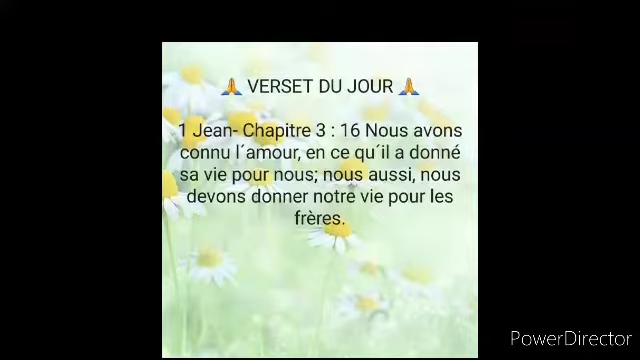 🙏 VERSET DU JOUR 🙏
1 Jean- Chapitre 3 : 16 Nous avons
connu l´amour, en ce qu´il a donné
sa vie pour nous; nous aussi, nous
devons donner notre vie pour les
frères.
PowerDirector